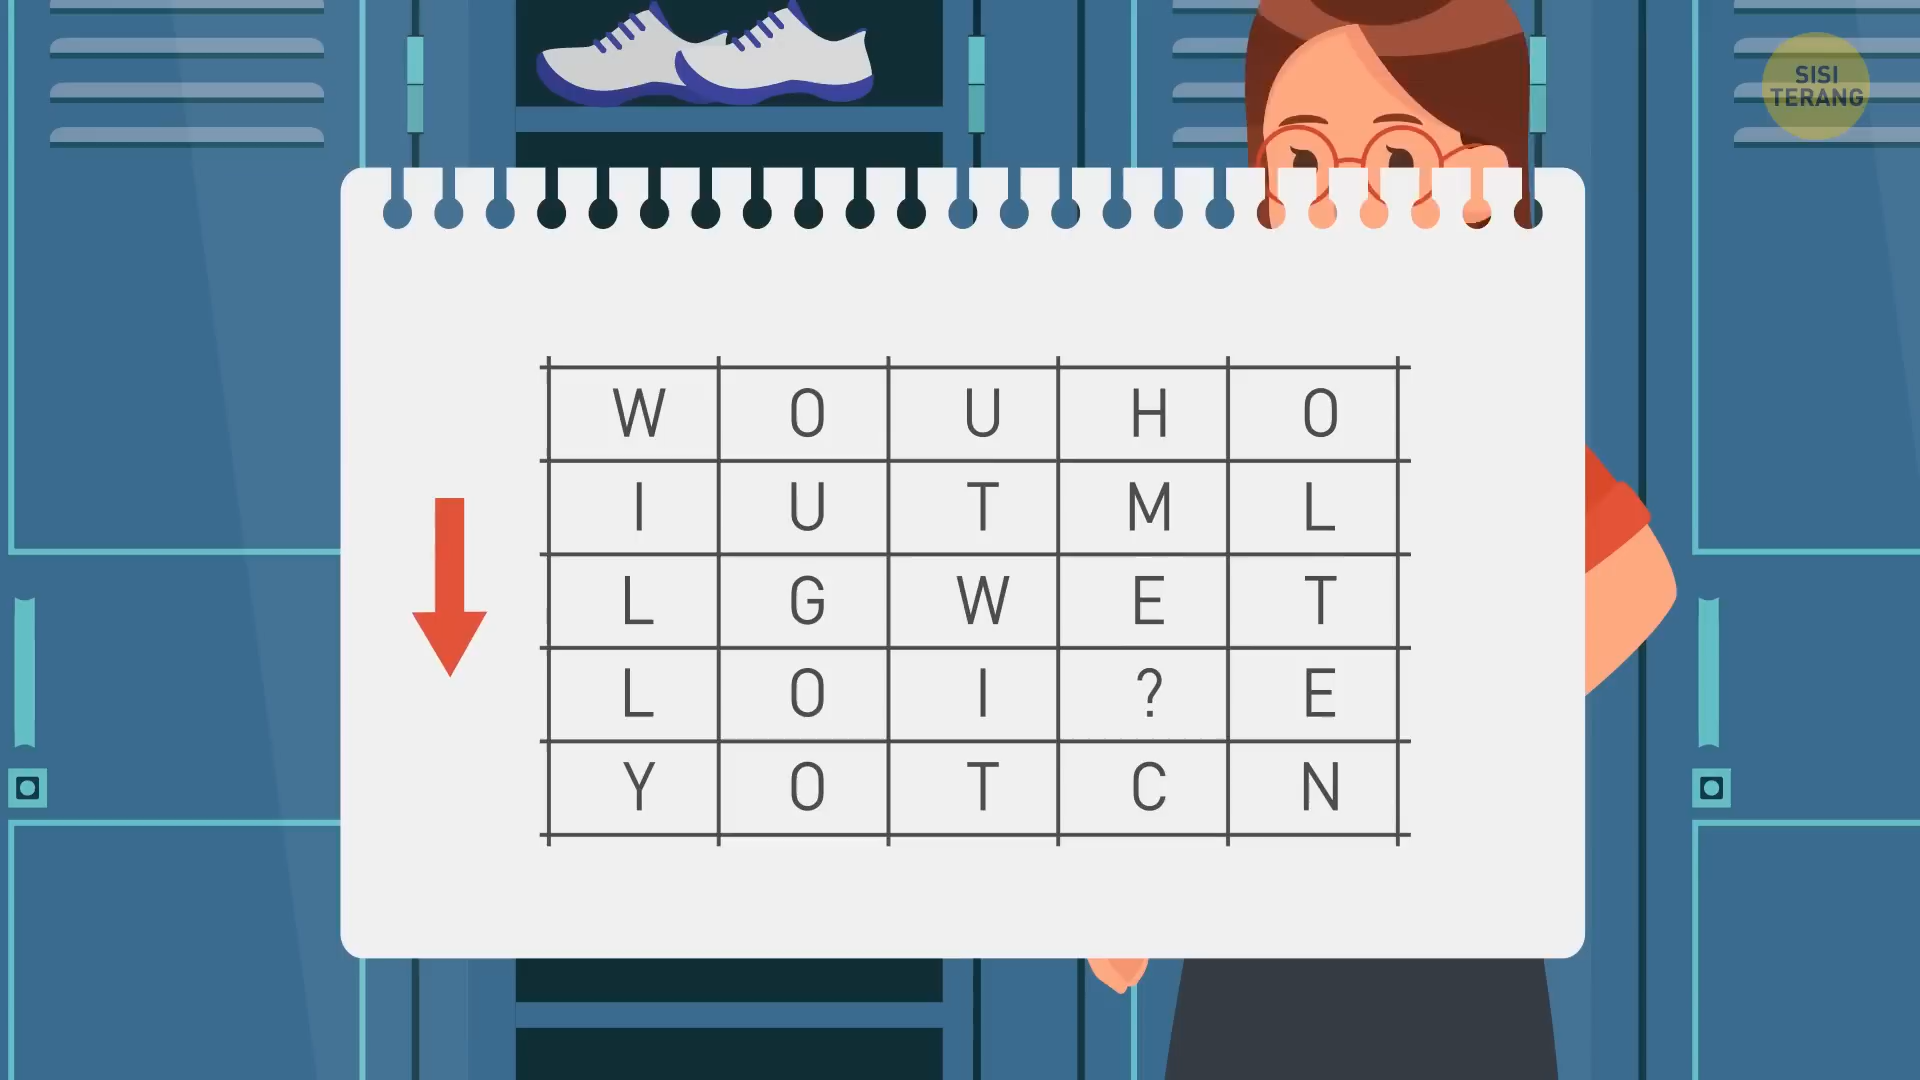 SISI
TERANG
W O U H O
I U T M L
L G W E T
L O I ? E
Y O T C N